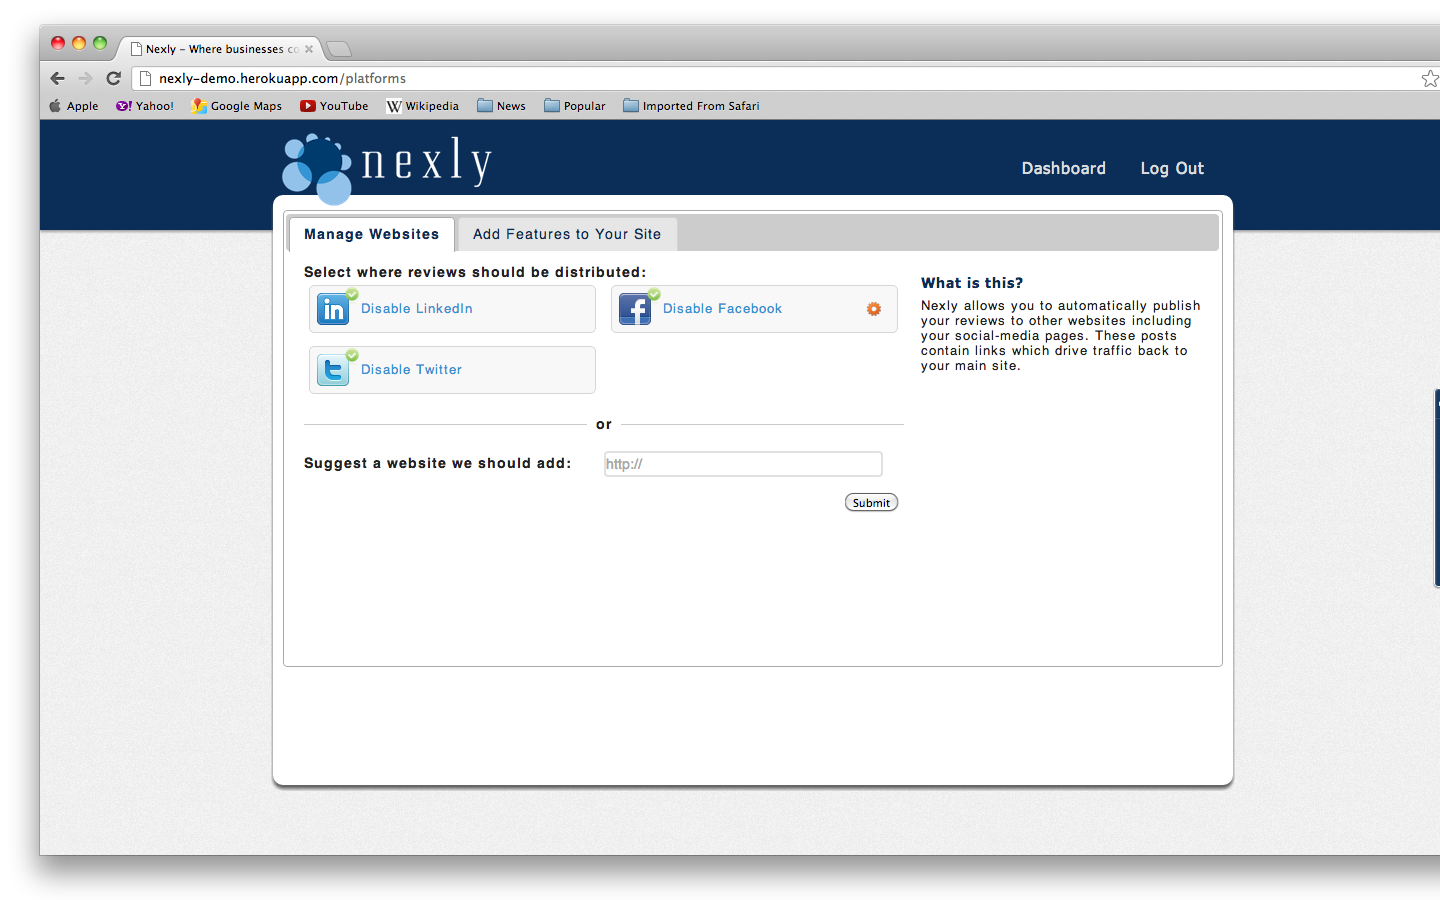 Nexly – Where businesses co
nexly-demo.herokuapp.com/platforms
Apple Yahoo! Google Maps YouTube Wikipedia News Popular Imported From Safari
nexly
Dashboard Log Out
Manage Websites Add Features to Your Site
Select where reviews should be distributed:
Disable LinkedIn Disable Facebook
Disable Twitter
or
Suggest a website we should add: http://
Submit
What is this?
Nexly allows you to automatically publish
your reviews to other websites including
your social-media pages. These posts
contain links which drive traffic back to
your main site.